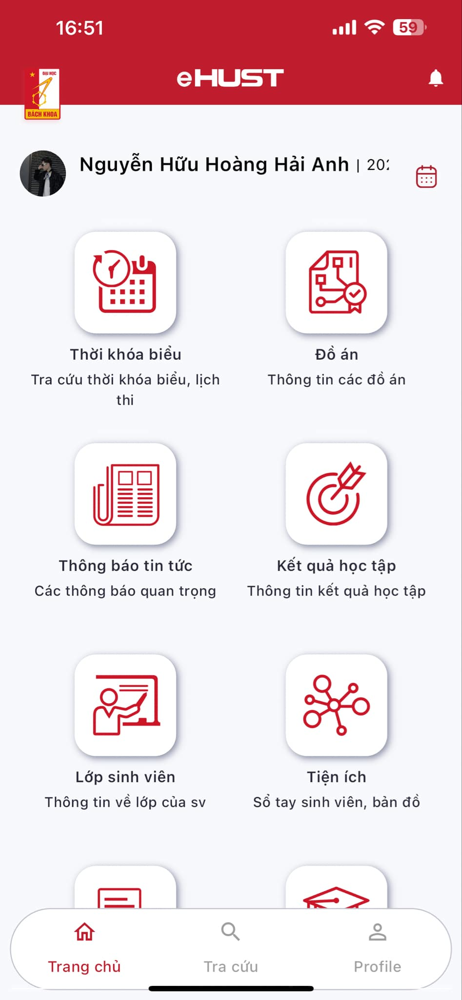 16:51
59
ĐẠI HỌC
BÁCH KHOA
eHUST
Nguyễn Hữu Hoàng Hải Anh | 202
Thời khóa biểu
Tra cứu thời khóa biểu, lịch
thi
Đồ án
Thông tin các đồ án
Thông báo tin tức
Các thông báo quan trọng
Kết quả học tập
Thông tin kết quả học tập
Lớp sinh viên
Thông tin về lớp của sv
Tiện ích
Sổ tay sinh viên, bản đồ
Trang chủ
Tra cứu
Profile